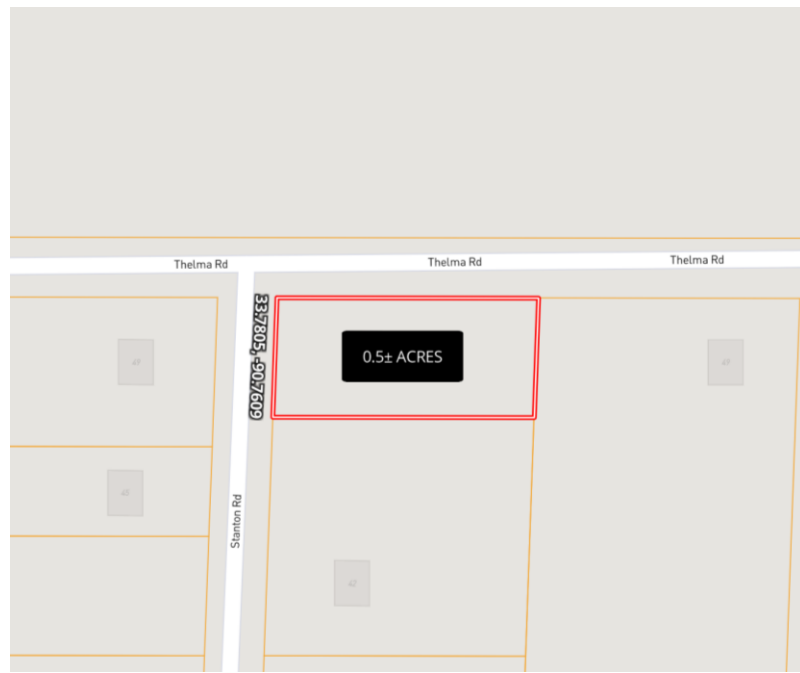 Thelma Rd
Thelma Rd
Thelma Rd
33.7805, -90.7609
0.5± ACRES
Stanton Rd